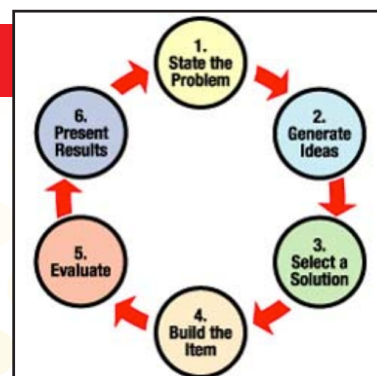 1.
State the
Problem
2.
Generate
Ideas
3.
Select a
Solution
4.
Build the
Item
5.
Evaluate
6.
Present
Results